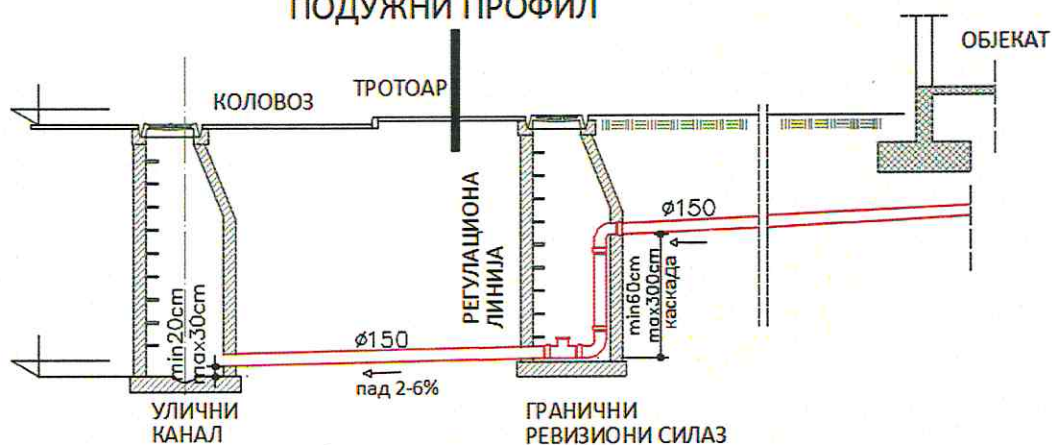 ПОДУЖНИ ПРОФИЛ
ОБЈЕКАТ
КОЛОВОЗ
ТРОТОАР
РЕГУЛАЦИОНА
ЛИНИЈА
ø150
min60cm
max300cm
каскада
min20cm
max30cm
ø150
пад 2-6%
УЛИЧНИ
КАНАЛ
ГРАНИЧНИ
РЕВИЗИОНИ СИЛАЗ